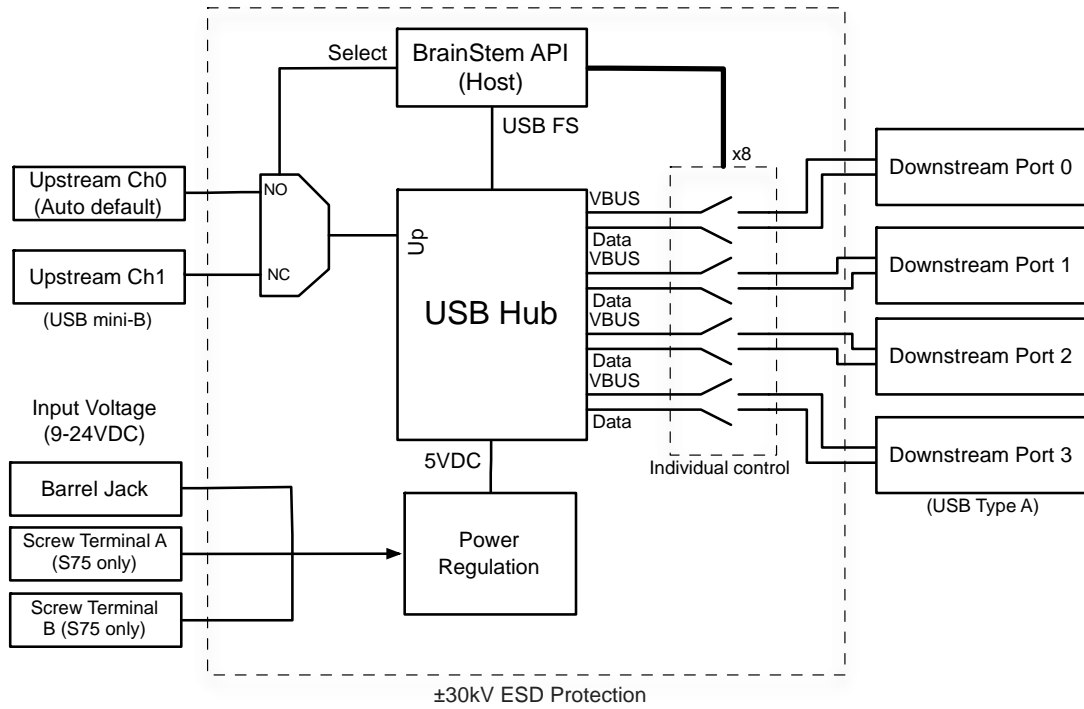 BrainStem API
(Host)
Select
USB FS
x8
Upstream Ch0
(Auto default)
NO
Upstream Ch1
NC
(USB mini-B)
Up
USB Hub
VBUS
Data
VBUS
Data
VBUS
Data
VBUS
Data
Individual control
Downstream Port 0
Downstream Port 1
Downstream Port 2
Downstream Port 3
(USB Type A)
Input Voltage
(9-24VDC)
Barrel Jack
Screw Terminal A
(S75 only)
Screw Terminal
B (S75 only)
5VDC
Power
Regulation
±30kV ESD Protection